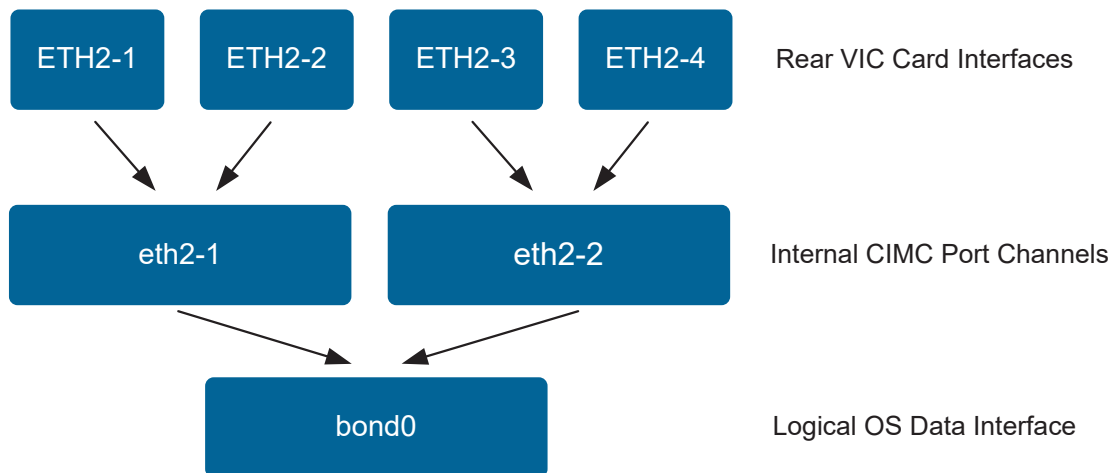 ETH2-1
ETH2-2
ETH2-3
ETH2-4
Rear VIC Card Interfaces
eth2-1
eth2-2
Internal CIMC Port Channels
bond0
Logical OS Data Interface